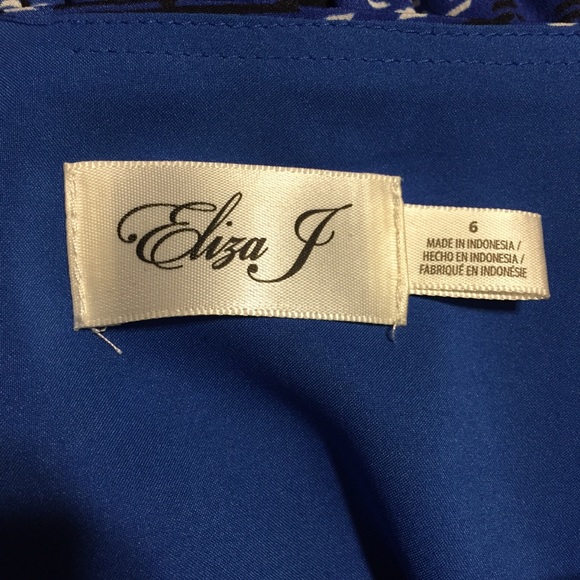 Eliza J
6
MADE IN INDONESIA /
HECHO EN INDONESIA /
FABRIQUÉ EN INDONÉSIE